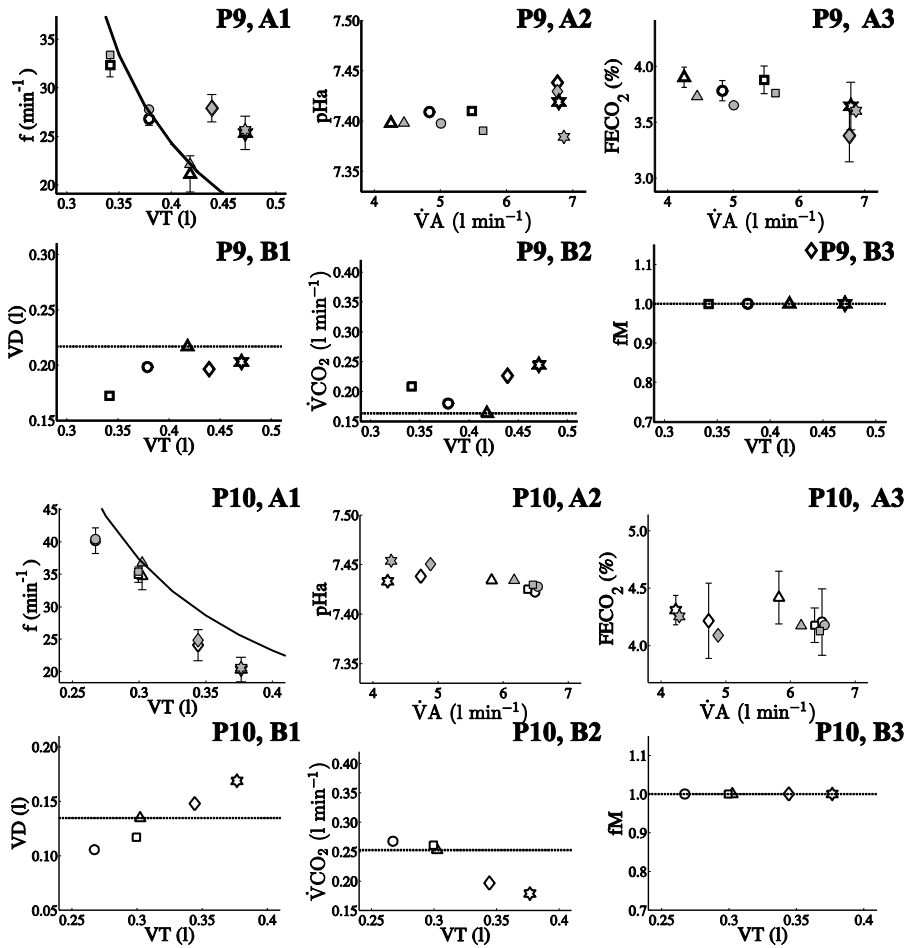 P9, A1
P9, A2
P9, A3
f (min⁻¹)
35
30
25
20
0.3 0.35 0.4 0.45 0.5
VT (l)
pHa
7.50
7.45
7.40
7.35
4 5 6 7
V̇A (l min⁻¹)
FECO₂ (%)
4.0
3.5
3.0
4 5 6 7
V̇A (l min⁻¹)
P9, B1
P9, B2
P9, B3
VD (l)
0.30
0.25
0.20
0.15
0.3 0.35 0.4 0.45 0.5
VT (l)
V̇CO₂ (l min⁻¹)
0.40
0.35
0.30
0.25
0.20
0.15
0.3 0.35 0.4 0.45 0.5
VT (l)
fM
1.1
1.0
0.9
0.8
0.7
0.3 0.35 0.4 0.45 0.5
VT (l)
P10, A1
P10, A2
P10, A3
f (min⁻¹)
45
40
35
30
25
20
0.25 0.3 0.35 0.4
VT (l)
pHa
7.50
7.45
7.40
7.35
4 5 6 7
V̇A (l min⁻¹)
FECO₂ (%)
5.0
4.5
4.0
4 5 6 7
V̇A (l min⁻¹)
P10, B1
P10, B2
P10, B3
VD (l)
0.20
0.15
0.10
0.05
0.25 0.3 0.35 0.4
VT (l)
V̇CO₂ (l min⁻¹)
0.40
0.35
0.30
0.25
0.20
0.15
0.25 0.3 0.35 0.4
VT (l)
fM
1.1
1.0
0.9
0.8
0.7
0.25 0.3 0.35 0.4
VT (l)